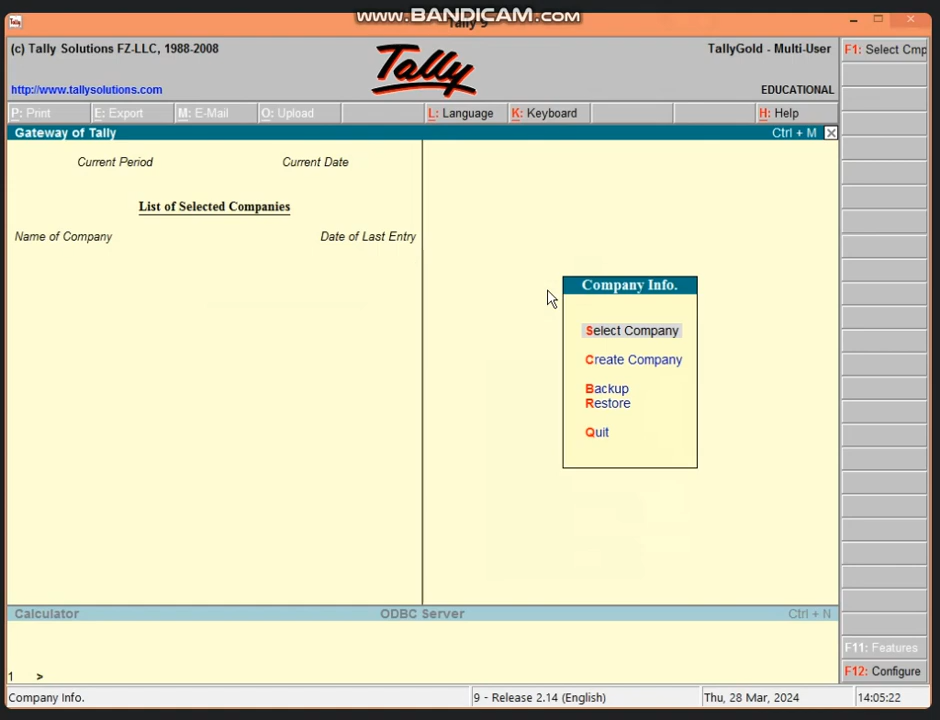 www.BANDICAM.com
Tally 9
(c) Tally Solutions FZ-LLC, 1988-2008
Tally
TallyGold - Multi-User
F1: Select Cmp
http://www.tallysolutions.com
EDUCATIONAL
P: Print
E: Export
M: E-Mail
O: Upload
L: Language
K: Keyboard
H: Help
Gateway of Tally
Ctrl + M
Current Period
Current Date
List of Selected Companies
Name of Company
Date of Last Entry
Company Info.
Select Company
Create Company
Backup
Restore
Quit
Calculator
ODBC Server
Ctrl + N
1 >
F11: Features
F12: Configure
Company Info.
9 - Release 2.14 (English)
Thu, 28 Mar, 2024
14:05:22